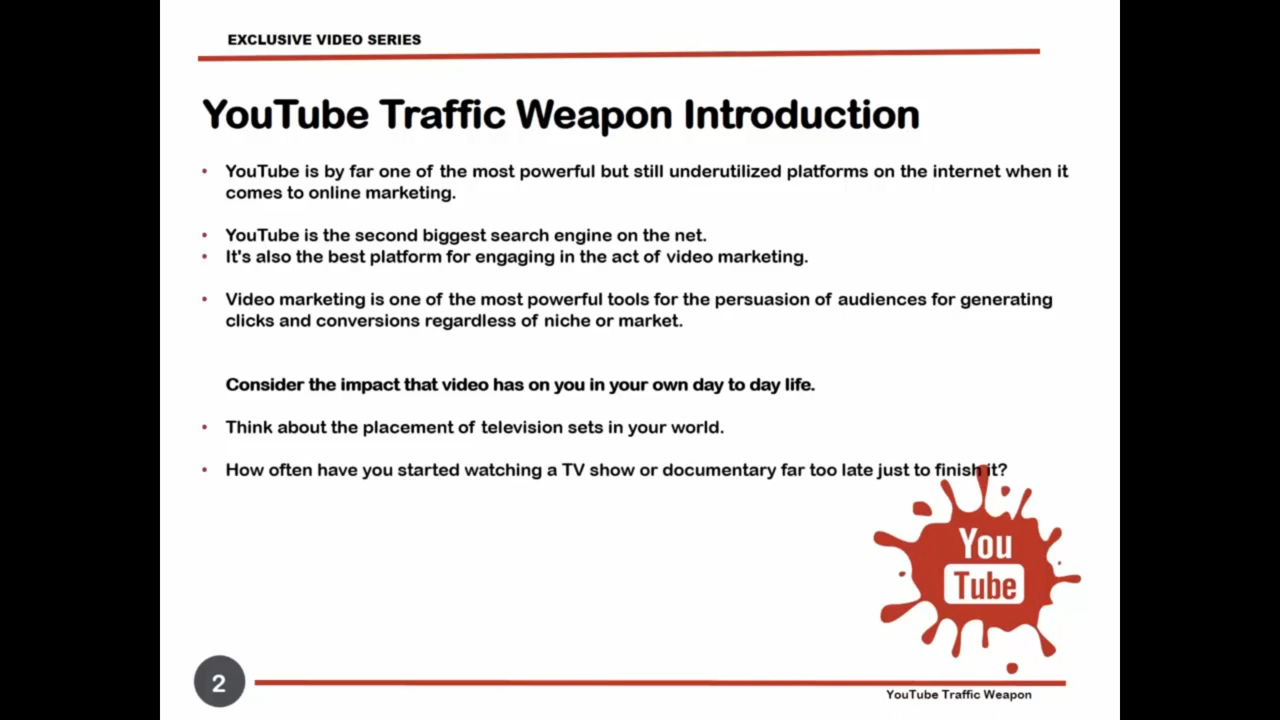 EXCLUSIVE VIDEO SERIES
YouTube Traffic Weapon Introduction
• YouTube is by far one of the most powerful but still underutilized platforms on the internet when it
comes to online marketing.
• YouTube is the second biggest search engine on the net.
• It's also the best platform for engaging in the act of video marketing.
• Video marketing is one of the most powerful tools for the persuasion of audiences for generating
clicks and conversions regardless of niche or market.
Consider the impact that video has on you in your own day to day life.
• Think about the placement of television sets in your world.
• How often have you started watching a TV show or documentary far too late just to finish it?
You
Tube
2
YouTube Traffic Weapon